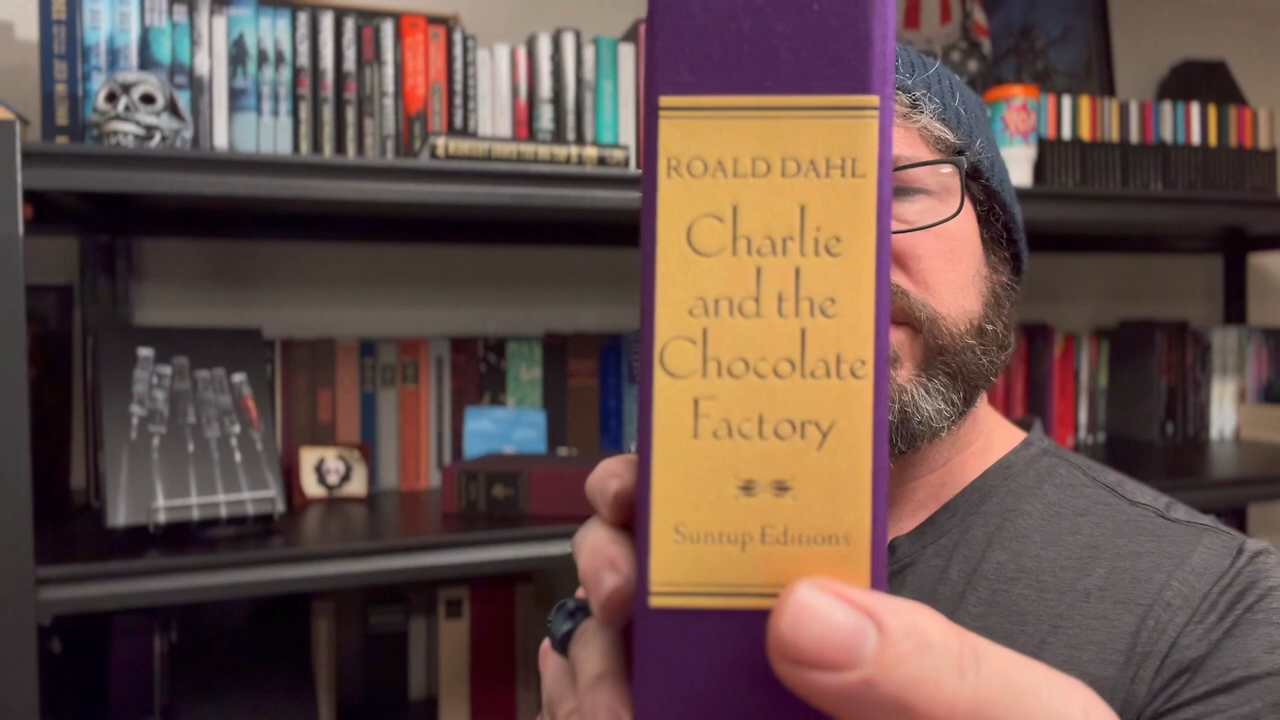 ROALD DAHL
Charlie
and the
Chocolate
Factory
Suntup Editions